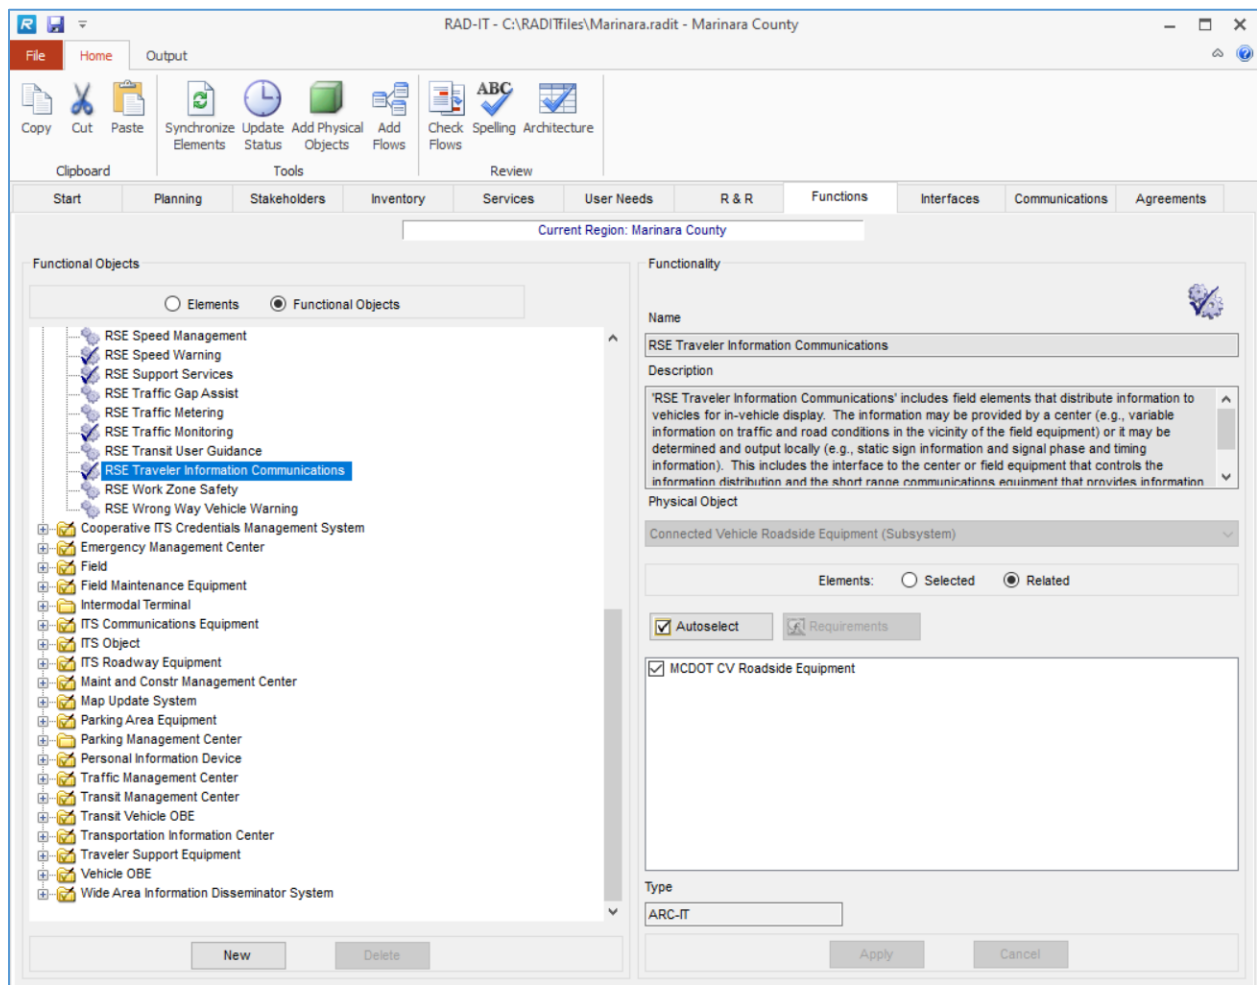 RAD-IT - C:\RADITfiles\Marinara.radit - Marinara County
File Home Output
Copy Cut Paste Synchronize Elements Update Status Add Physical Objects Add Flows Check Flows ABC Spelling Architecture
Clipboard Tools Review
Start Planning Stakeholders Inventory Services User Needs R & R Functions Interfaces Communications Agreements
Current Region: Marinara County
Functional Objects
Elements Functional Objects
RSE Speed Management
RSE Speed Warning
RSE Support Services
RSE Traffic Gap Assist
RSE Traffic Metering
RSE Traffic Monitoring
RSE Transit User Guidance
RSE Traveler Information Communications
RSE Work Zone Safety
RSE Wrong Way Vehicle Warning
Cooperative ITS Credentials Management System
Emergency Management Center
Field
Field Maintenance Equipment
Intermodal Terminal
ITS Communications Equipment
ITS Object
ITS Roadway Equipment
Maint and Constr Management Center
Map Update System
Parking Area Equipment
Parking Management Center
Personal Information Device
Traffic Management Center
Transit Management Center
Transit Vehicle OBE
Transportation Information Center
Traveler Support Equipment
Vehicle OBE
Wide Area Information Disseminator System
New Delete
Functionality
Name
RSE Traveler Information Communications
Description
'RSE Traveler Information Communications' includes field elements that distribute information to
vehicles for in-vehicle display. The information may be provided by a center (e.g., variable
information on traffic and road conditions in the vicinity of the field equipment) or it may be
determined and output locally (e.g., static sign information and signal phase and timing
information). This includes the interface to the center or field equipment that controls the
information distribution and the short range communications equipment that provides information
Physical Object
Connected Vehicle Roadside Equipment (Subsystem)
Elements: Selected Related
Autoselect Requirements
MCDOT CV Roadside Equipment
Type
ARC-IT
Apply Cancel